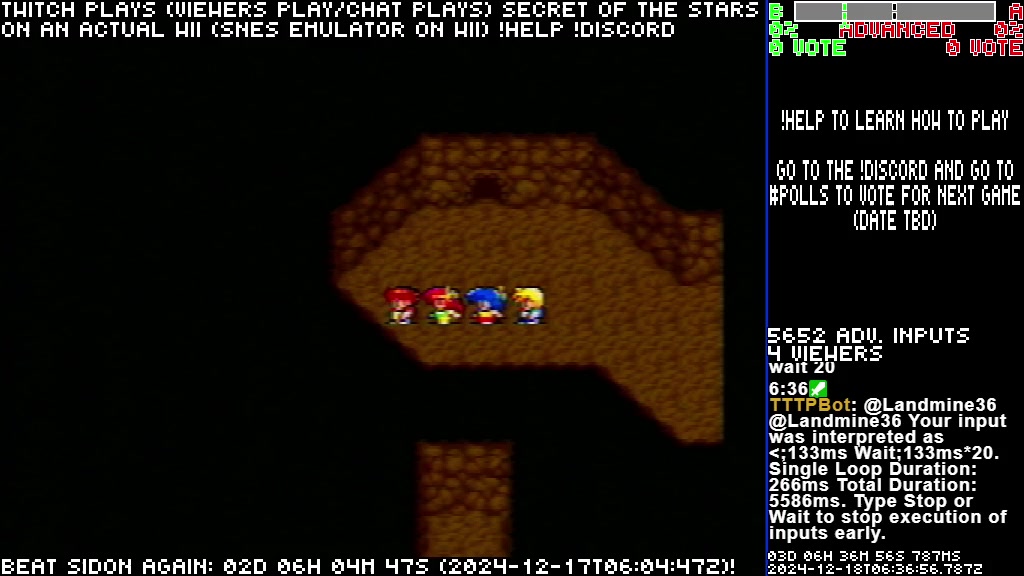 TWITCH PLAYS (VIEWERS PLAY/CHAT PLAYS) SECRET OF THE STARS
ON AN ACTUAL WII (SNES EMULATOR ON WII) !HELP !DISCORD
B A
0% ADVANCED 0%
0 VOTE 0 VOTE
!HELP TO LEARN HOW TO PLAY
GO TO THE !DISCORD AND GO TO
#POLLS TO VOTE FOR NEXT GAME
(DATE TBD)
5652 ADV. INPUTS
4 VIEWERS
wait 20
6:36
TTTPBot: @Landmine36
@Landmine36 Your input
was interpreted as
<;133ms Wait;133ms*20.
Single Loop Duration:
266ms Total Duration:
5586ms. Type Stop or
Wait to stop execution of
inputs early.
03D 06H 36M 56S 787MS
2024-12-18T06:36:56.787Z
BEAT SIDON AGAIN: 02D 06H 04M 47S (2024-12-17T06:04:47Z)!